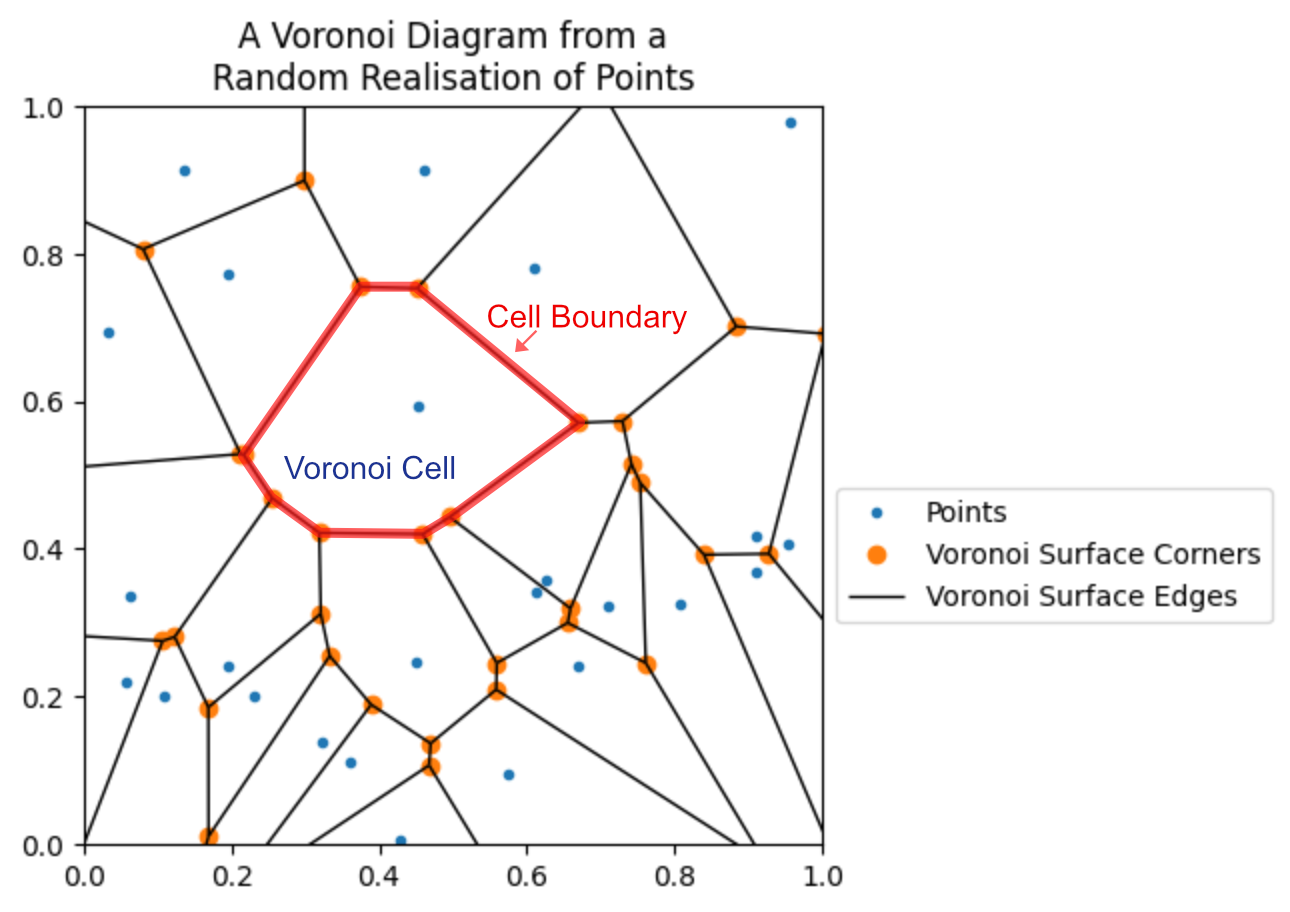 A Voronoi Diagram from a
Random Realisation of Points
1.0
0.8
Cell Boundary
0.6
Voronoi Cell
Points
0.4
Voronoi Surface Corners
Voronoi Surface Edges
0.2
0.0
0.0 0.2 0.4 0.6 0.8 1.0